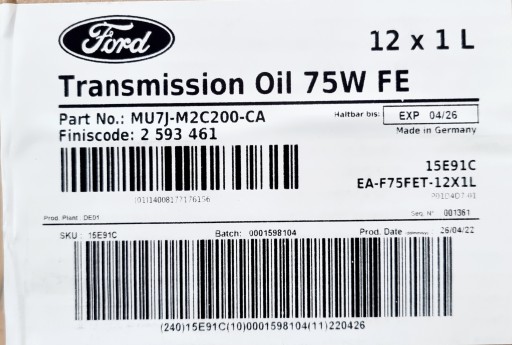 Ford
12 x 1 L
Transmission Oil 75W FE
Part No.: MU7J-M2C200-CA
Haltbar bis: EXP 04/26
Finiscode: 2 593 461
Made in Germany
15E91C
EA-F75FET-12X1L
(01)14008177176156
Prod. Plant : DE01
Seq. N° 001361
SKU : 15E91C
Batch: 0001598104
Prod. Date 26/04/22
(240)15E91C(10)0001598104(11)220426